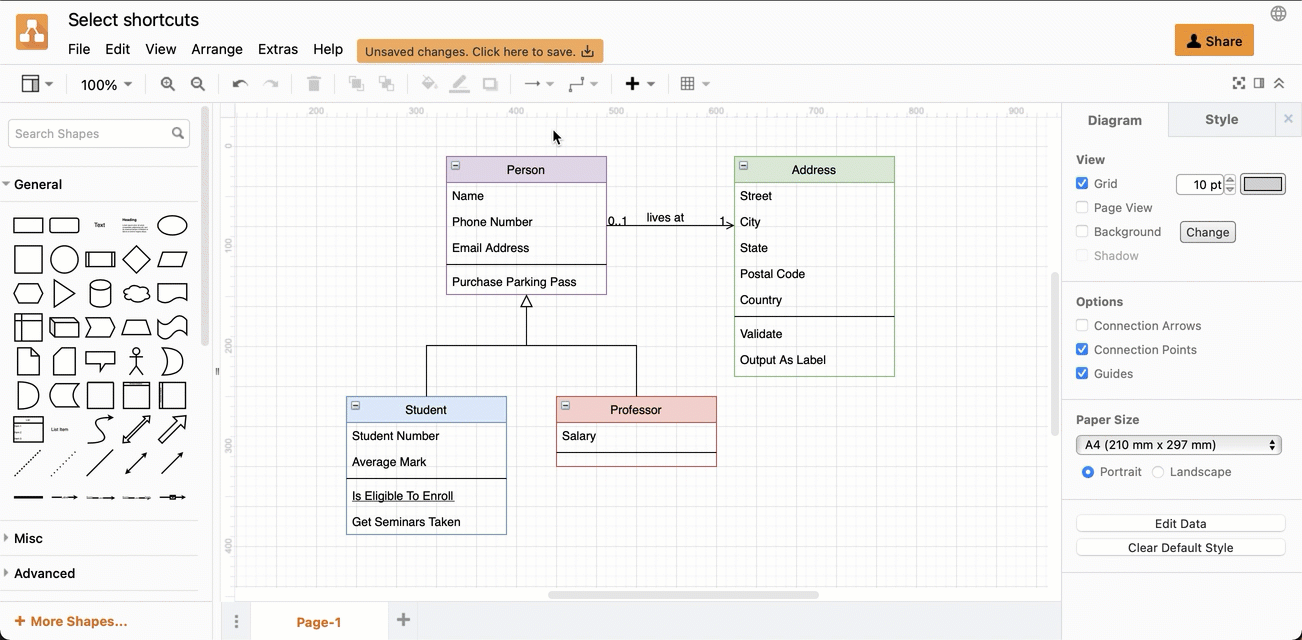 Select shortcuts
File Edit View Arrange Extras Help
Unsaved changes. Click here to save.
Share
100%
Search Shapes
General
Text
Heading
List Item
Misc
Advanced
+ More Shapes...
200 300 400 500 600 700 800 900
0
100
200
300
400
Person
Name
Phone Number
Email Address
Purchase Parking Pass
0..1 lives at 1
Address
Street
City
State
Postal Code
Country
Validate
Output As Label
Student
Student Number
Average Mark
Is Eligible To Enroll
Get Seminars Taken
Professor
Salary
Page-1
Diagram Style
View
Grid 10 pt
Page View
Background Change
Shadow
Options
Connection Arrows
Connection Points
Guides
Paper Size
A4 (210 mm x 297 mm)
Portrait Landscape
Edit Data
Clear Default Style